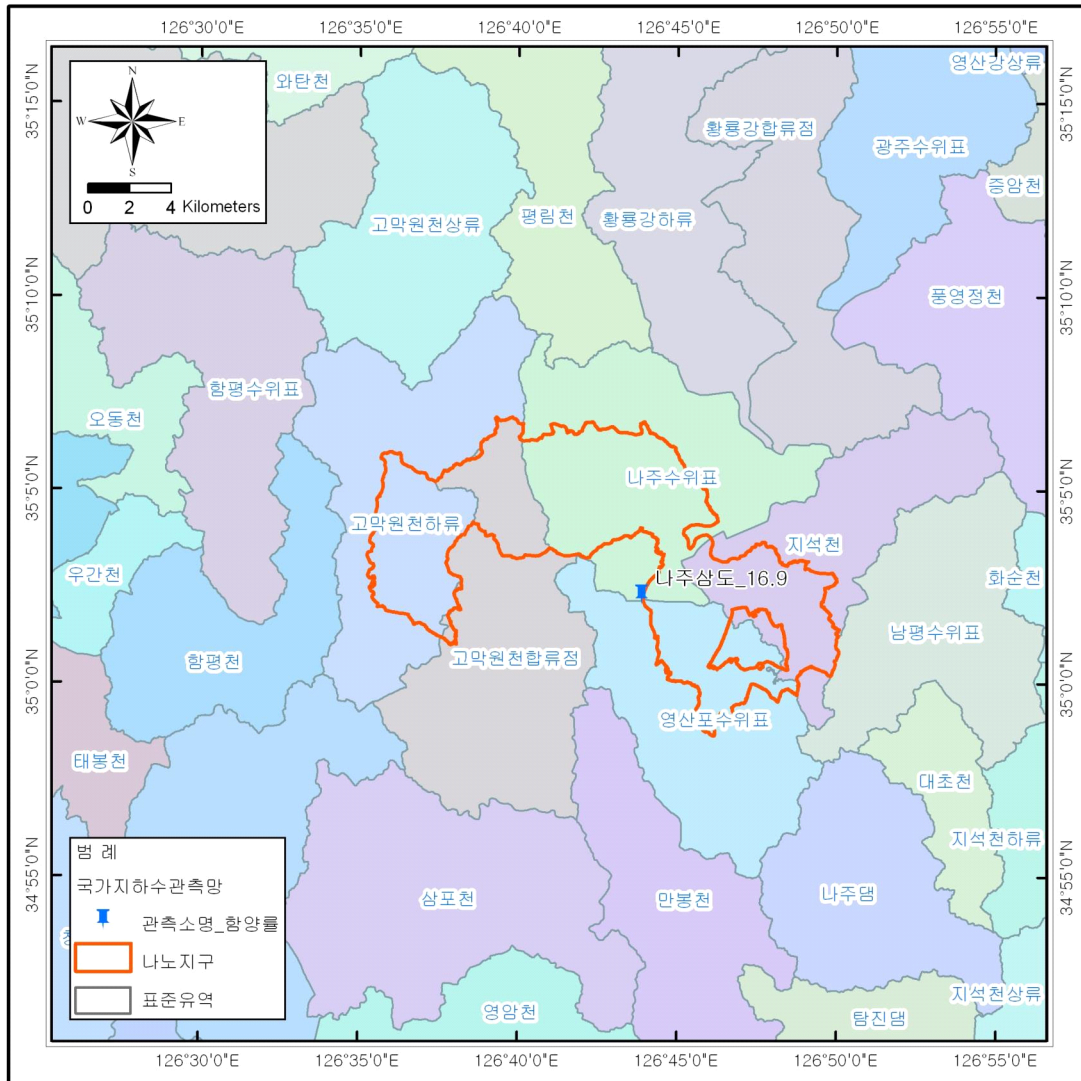 126°30'0"E
126°35'0"E
126°40'0"E
126°45'0"E
126°50'0"E
126°55'0"E
35°15'0"N
35°10'0"N
35°5'0"N
35°0'0"N
34°55'0"N
35°15'0"N
35°10'0"N
35°5'0"N
35°0'0"N
34°55'0"N
N
W
E
S
0 2 4 Kilometers
와탄천
영산강상류
황룡강합류점
광주수위표
증암천
고막원천상류
평림천
황룡강하류
풍영정천
함평수위표
오동천
나주수위표
고막원천하류
지석천
우간천
나주삼도_16.9
화순천
남평수위표
함평천
고막원천합류점
영산포수위표
태봉천
대초천
지석천하류
삼포천
만봉천
나주댐
지석천상류
영암천
탐진댐
범 례
국가지하수관측망
관측소명_함양률
나노지구
표준유역
126°30'0"E
126°35'0"E
126°40'0"E
126°45'0"E
126°50'0"E
126°55'0"E